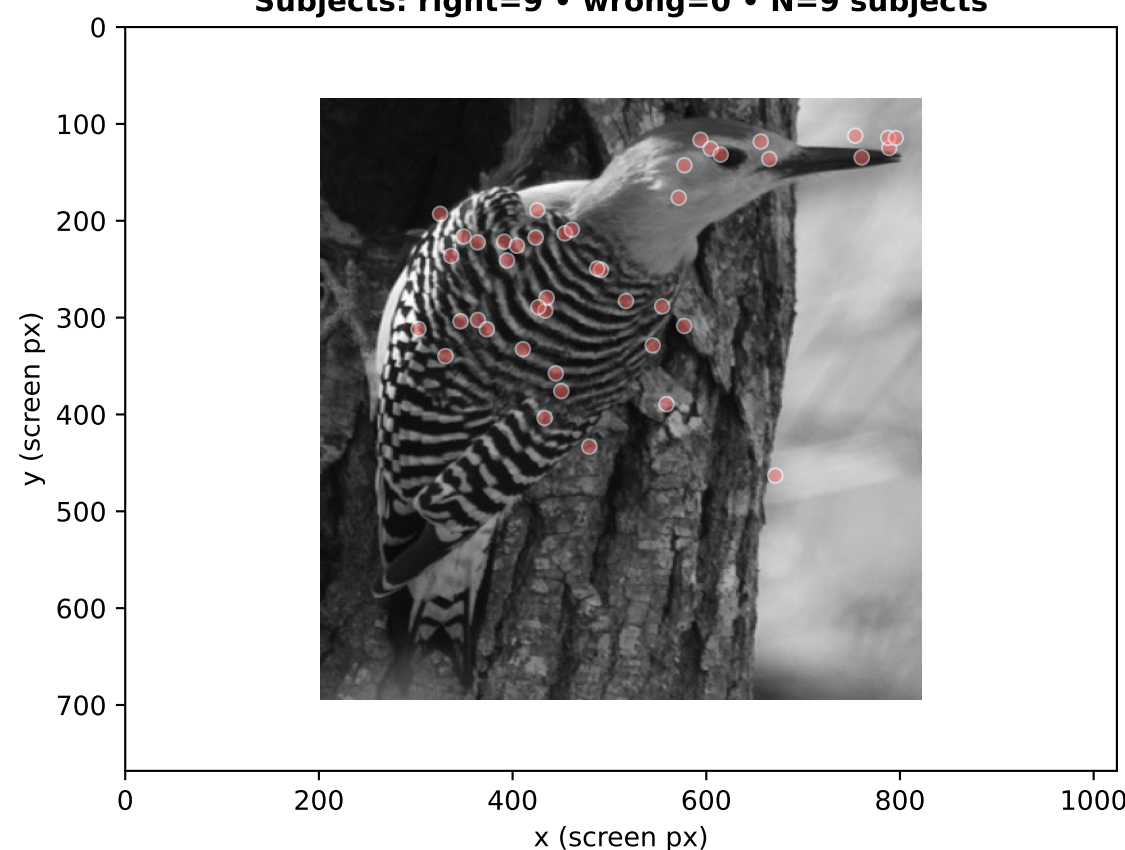 Subjects: right=9 • wrong=0 • N=9 subjects
0
100
200
300
400
500
600
700
y (screen px)
0 200 400 600 800 1000
x (screen px)